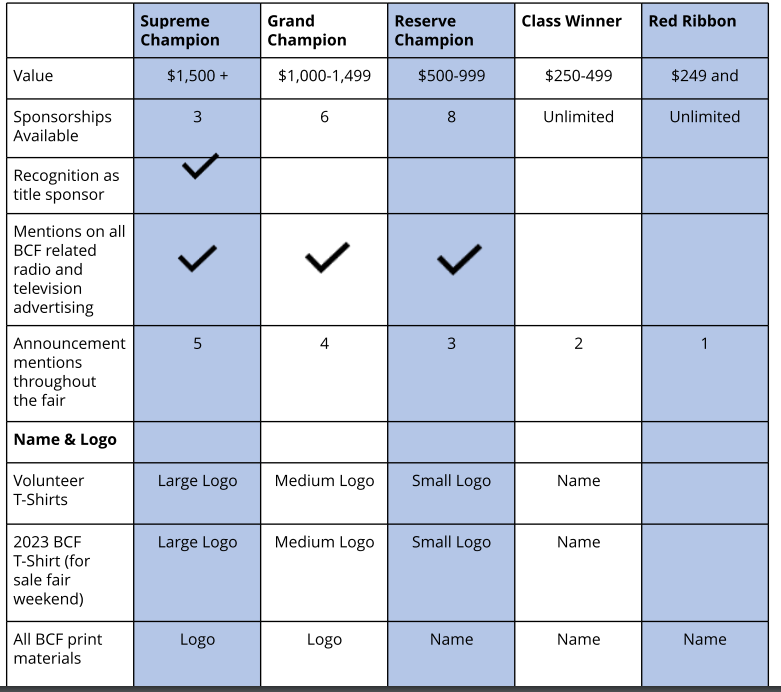 Supreme Champion Grand Champion Reserve Champion Class Winner Red Ribbon
Value $1,500 + $1,000-1,499 $500-999 $250-499 $249 and
Sponsorships Available 3 6 8 Unlimited Unlimited
Recognition as title sponsor ✓
Mentions on all BCF related radio and television advertising ✓ ✓ ✓
Announcement mentions throughout the fair 5 4 3 2 1
Name & Logo
Volunteer T-Shirts Large Logo Medium Logo Small Logo Name
2023 BCF T-Shirt (for sale fair weekend) Large Logo Medium Logo Small Logo Name
All BCF print materials Logo Logo Name Name Name